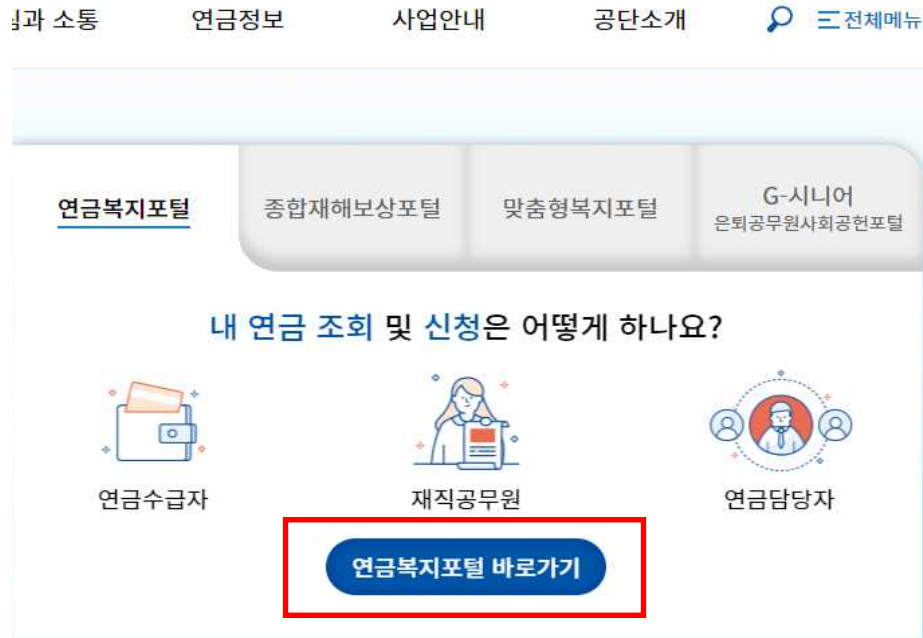 과 소통 연금정보 사업안내 공단소개 전체메뉴
연금복지포털 종합재해보상포털 맞춤형복지포털 G-시니어
은퇴공무원사회공헌포털
내 연금 조회 및 신청은 어떻게 하나요?
연금수급자 재직공무원 연금담당자
연금복지포털 바로가기